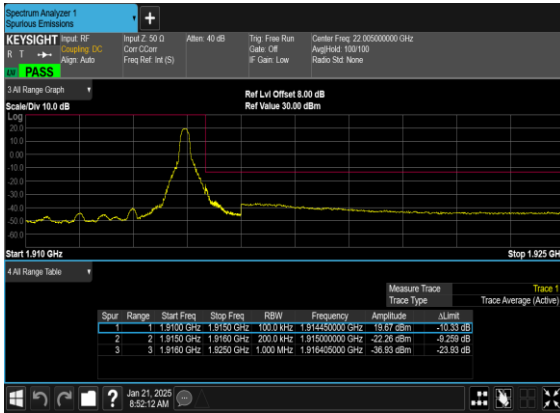 Spectrum Analyzer 1
Spurious Emissions
KEYSIGHT Input: RF Input Z: 50 Ω Atten: 40 dB Trig: Free Run Center Freq: 22.005000000 GHz
R T Coupling: DC Corr CCorr Gate: Off Avg|Hold: 100/100
Align: Auto Freq Ref: Int (S) IF Gain: Low Radio Std: None
PASS
3 All Range Graph
Ref Lvl Offset 8.00 dB
Scale/Div 10.0 dB Ref Value 30.00 dBm
Log
20.0
10.0
0.00
-10.0
-20.0
-30.0
-40.0
-50.0
-60.0
Start 1.910 GHz Stop 1.925 GH
4 All Range Table
Measure Trace Trace 1
Trace Type Trace Average (Active)
Spur Range Start Freq Stop Freq RBW Frequency Amplitude ΔLimit
1 1 1.9100 GHz 1.9150 GHz 100.0 kHz 1.914450000 GHz 19.67 dBm -10.33 dB
2 2 1.9150 GHz 1.9160 GHz 200.0 kHz 1.915000000 GHz -22.26 dBm -9.259 dB
3 3 1.9160 GHz 1.9250 GHz 1.000 MHz 1.916405000 GHz -36.93 dBm -23.93 dB
Jan 21, 2025
8:52:12 AM